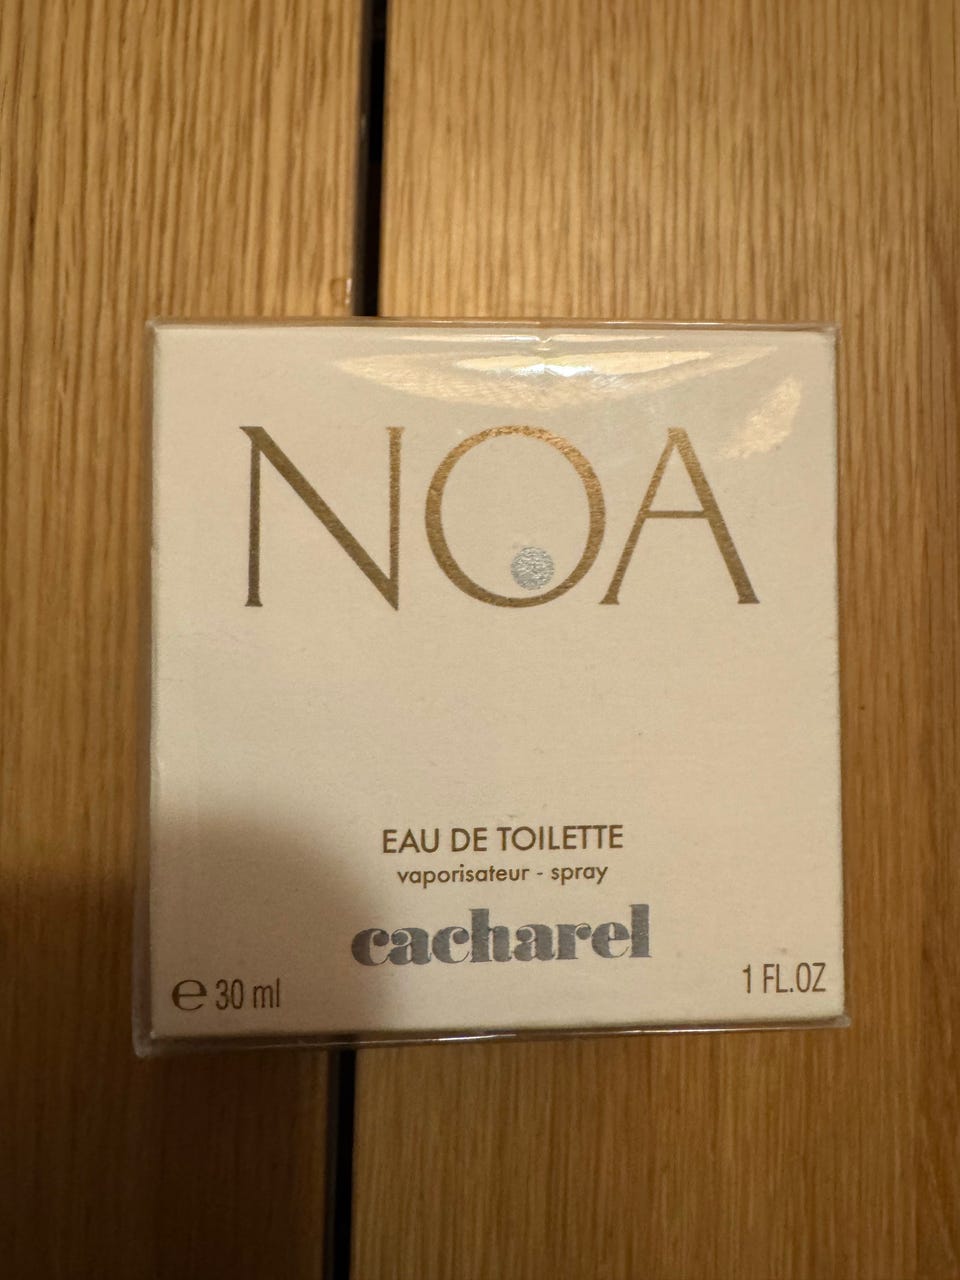 NOA
EAU DE TOILETTE
vaporisateur - spray
cacharel
℮ 30 ml
1 FL.OZ